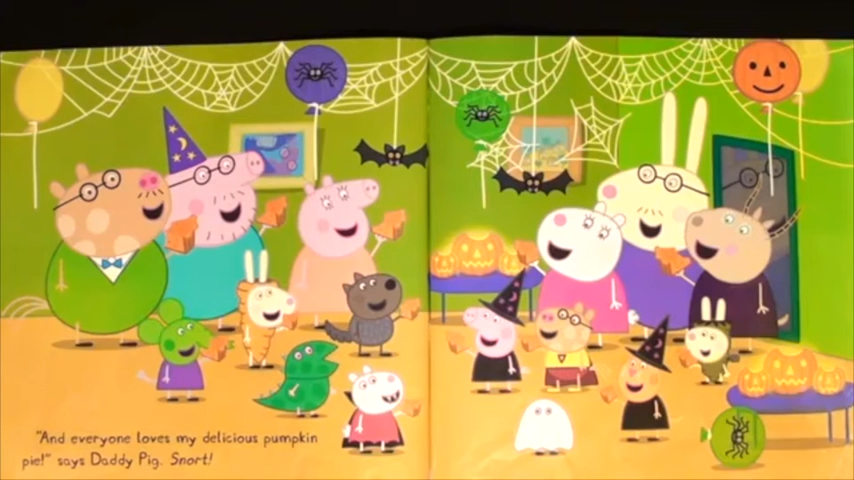 "And everyone loves my delicious pumpkin
pie!" says Daddy Pig. Snort!